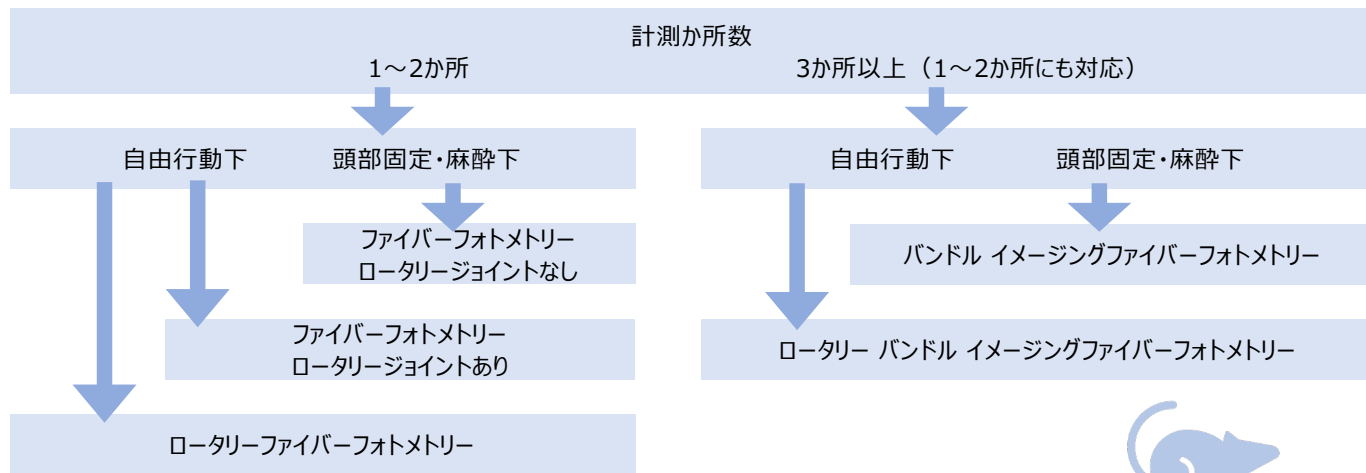 計測か所数
1～2か所
3か所以上（1～2か所にも対応）
自由行動下
頭部固定・麻酔下
自由行動下
頭部固定・麻酔下
ファイバーフォトメトリー
ロータリージョイントなし
バンドル イメージングファイバーフォトメトリー
ファイバーフォトメトリー
ロータリージョイントあり
ロータリー バンドル イメージングファイバーフォトメトリー
ロータリーファイバーフォトメトリー